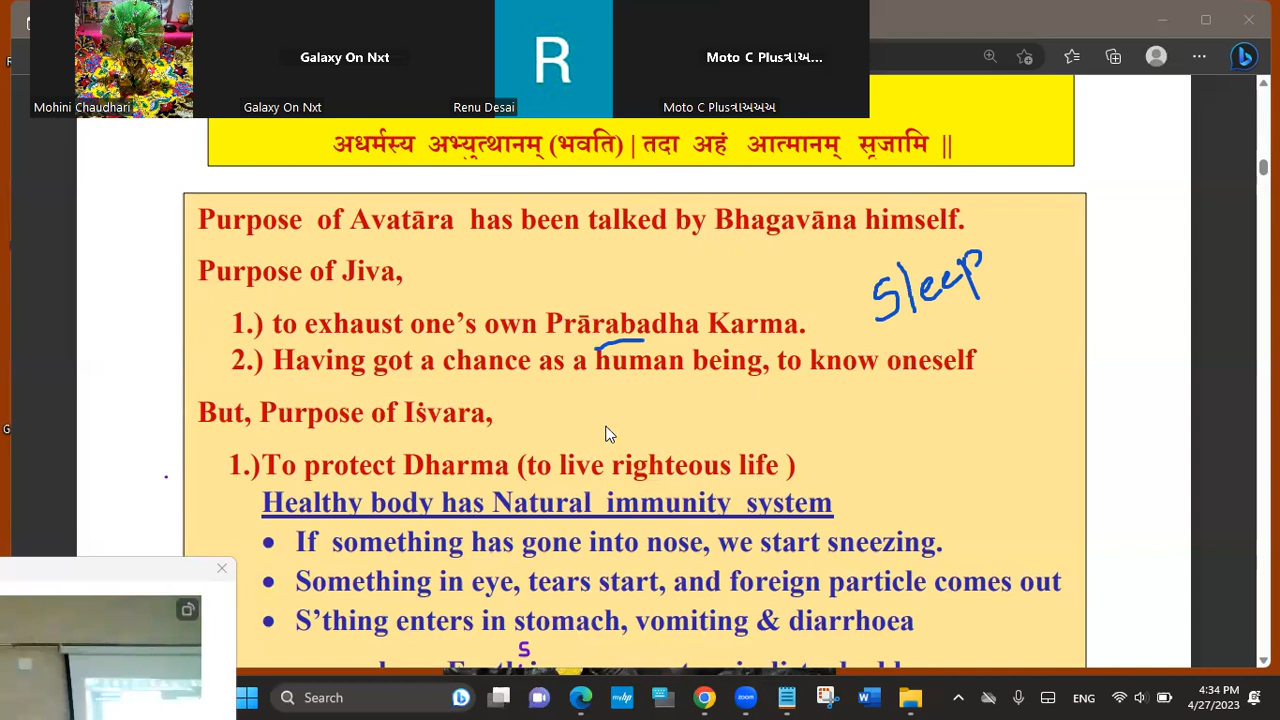 Galaxy On Nxt
R
Moto C Plusત્રાઅ...
Mohini Chaudhari
Galaxy On Nxt
Renu Desai
Moto C Plusત્રાઅઅઅ
अधर्मस्य अभ्युत्थानम् (भवति) | तदा अहं आत्मानम् सृजामि ||
Purpose of Avatāra has been talked by Bhagavāna himself.
Purpose of Jiva,
sleep
1.) to exhaust one's own Prārabadha Karma.
2.) Having got a chance as a human being, to know oneself
But, Purpose of Iṡvara,
1.)To protect Dharma (to live righteous life )
Healthy body has Natural immunity system
• If something has gone into nose, we start sneezing.
• Something in eye, tears start, and foreign particle comes out
• S'thing enters in stomach, vomiting & diarrhoea
s
Search
ENG
4:34 PM
4/27/2023